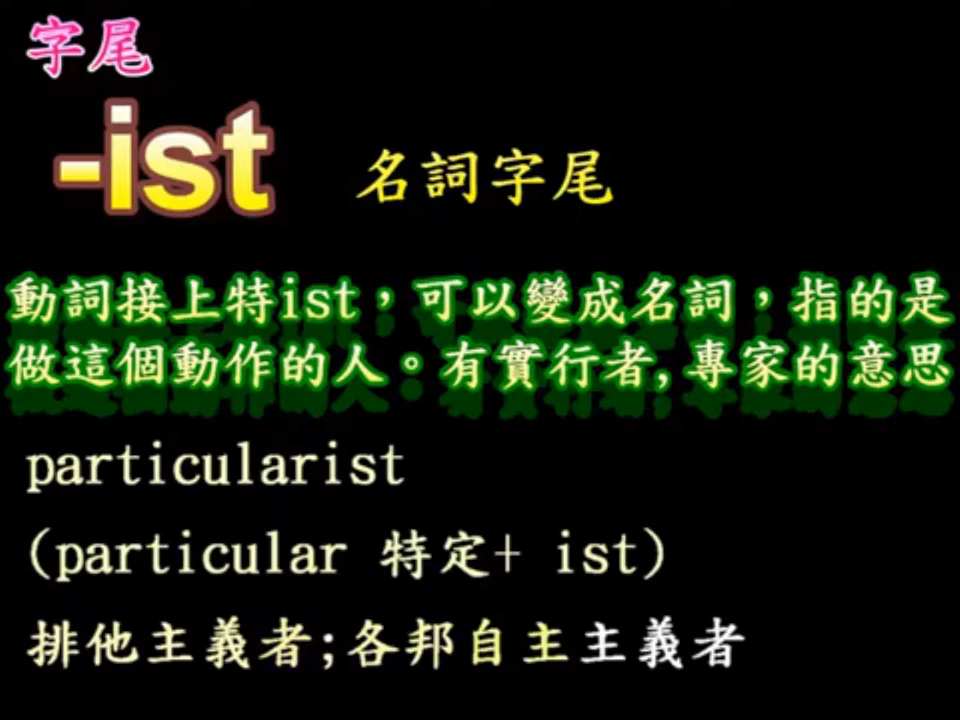 字尾
-ist 名詞字尾
動詞接上特ist,可以變成名詞,指的是
做這個動作的人。有實行者,專家的意思
particularist
(particular 特定+ ist)
排他主義者;各邦自主主義者